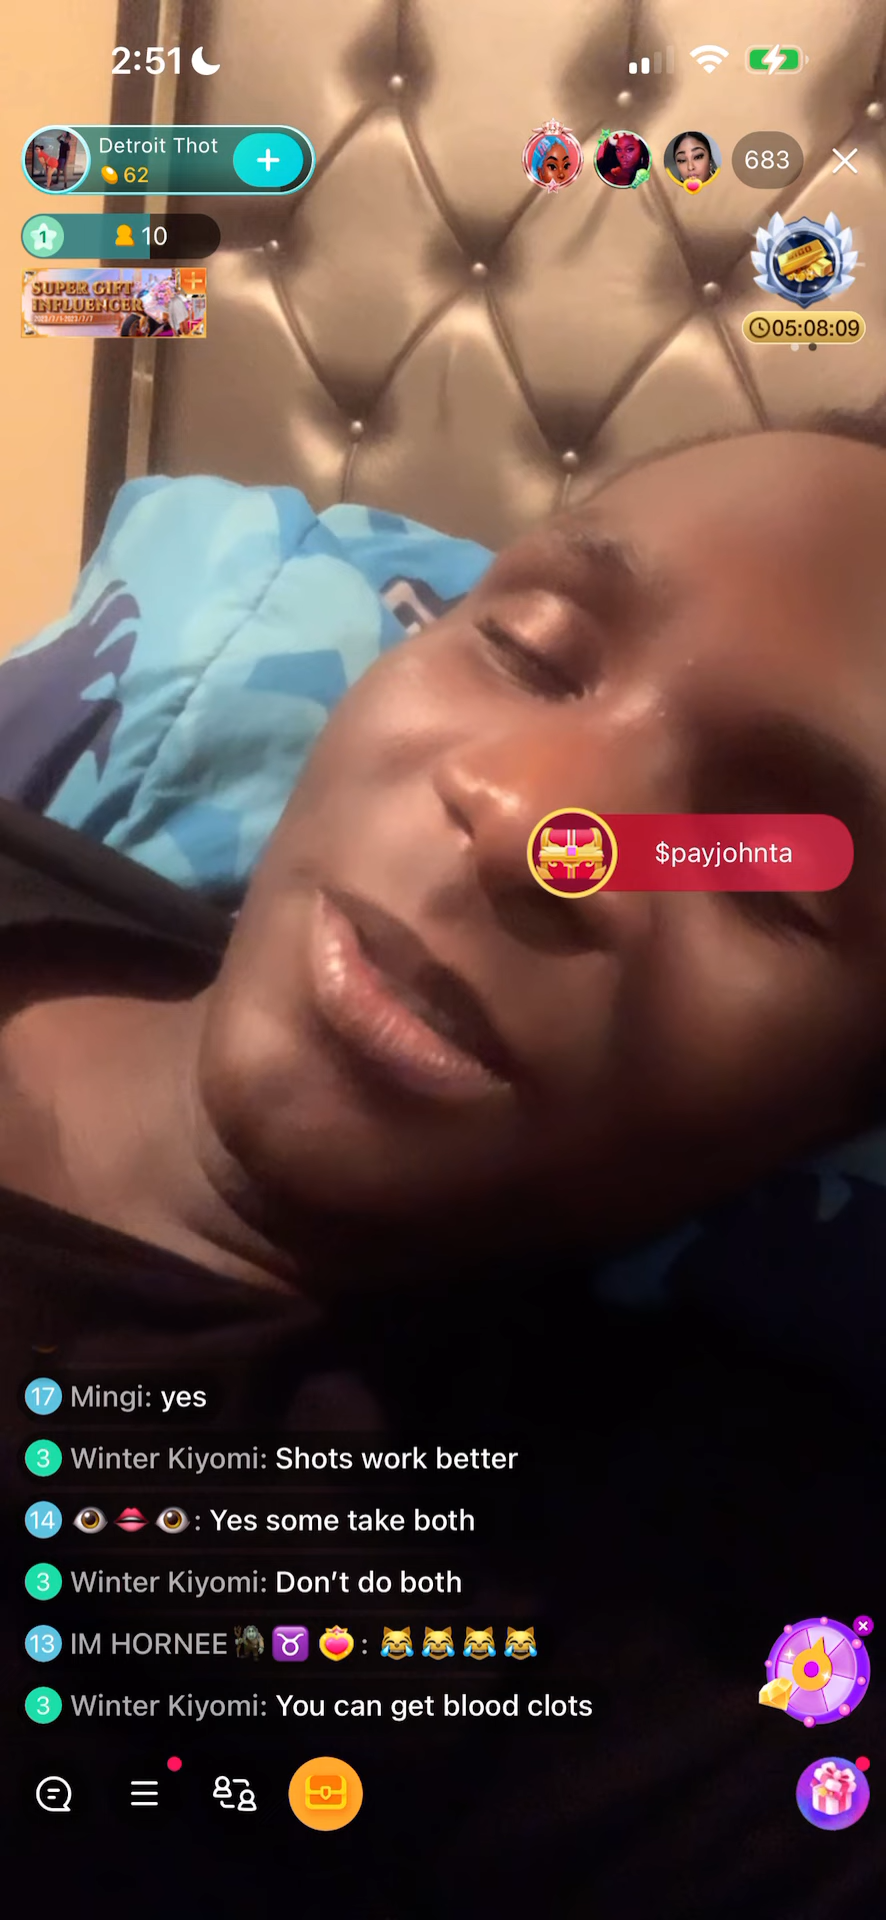 2:51
Detroit Thot
62
683
1 10
SUPER GIFT
INFLUENCER
05:08:09
$payjohnta
17 Mingi: yes
3 Winter Kiyomi: Shots work better
14 👁️👄👁️: Yes some take both
3 Winter Kiyomi: Don’t do both
13 IM HORNEE🧌♉😍: 😹😹😹😹
3 Winter Kiyomi: You can get blood clots